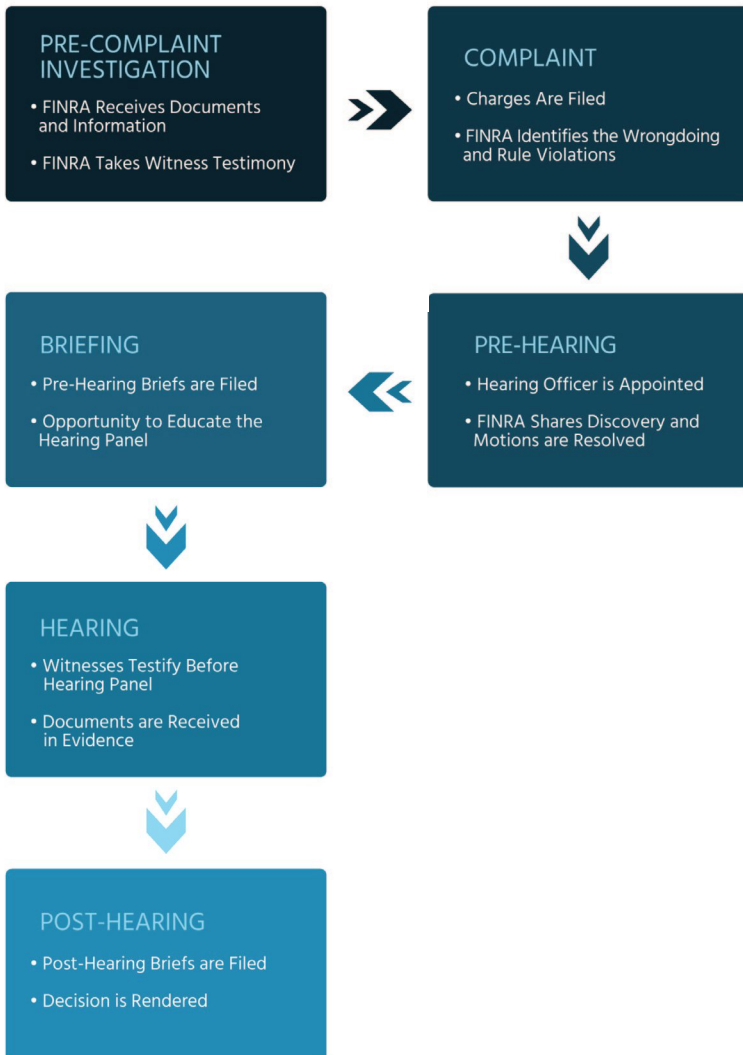 PRE-COMPLAINT
INVESTIGATION
• FINRA Receives Documents
and Information
• FINRA Takes Witness Testimony
COMPLAINT
• Charges Are Filed
• FINRA Identifies the Wrongdoing
and Rule Violations
PRE-HEARING
• Hearing Officer is Appointed
• FINRA Shares Discovery and
Motions are Resolved
BRIEFING
• Pre-Hearing Briefs are Filed
• Opportunity to Educate the
Hearing Panel
HEARING
• Witnesses Testify Before
Hearing Panel
• Documents are Received
in Evidence
POST-HEARING
• Post-Hearing Briefs are Filed
• Decision is Rendered